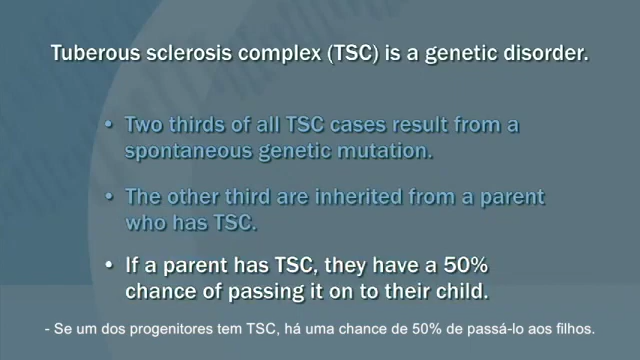 Tuberous sclerosis complex (TSC) is a genetic disorder.
• Two thirds of all TSC cases result from a
spontaneous genetic mutation.
• The other third are inherited from a parent
who has TSC.
• If a parent has TSC, they have a 50%
chance of passing it on to their child.
- Se um dos progenitores tem TSC, há uma chance de 50% de passá-lo aos filhos.